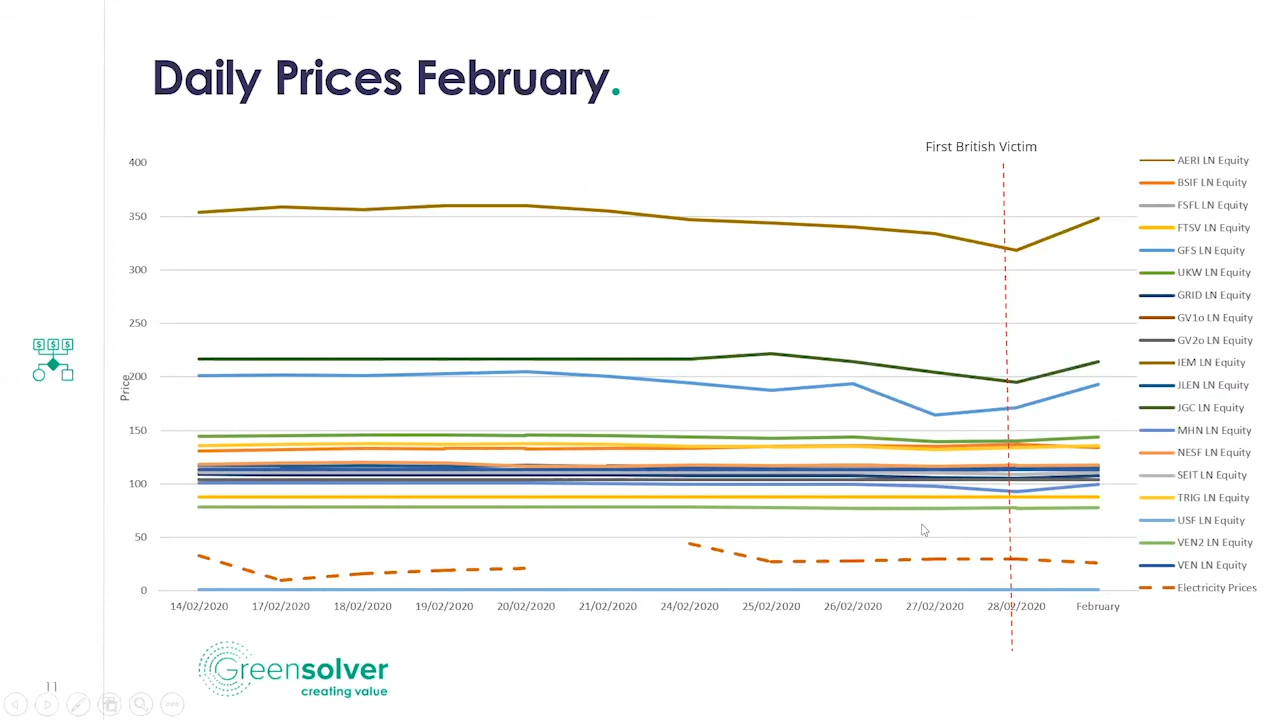 Daily Prices February.
First British Victim
400
350
300
250
200
150
100
50
0
Price
14/02/2020
17/02/2020
18/02/2020
19/02/2020
20/02/2020
21/02/2020
24/02/2020
25/02/2020
26/02/2020
27/02/2020
28/02/2020
February
AERI LN Equity
BSIF LN Equity
FSFL LN Equity
FTSV LN Equity
GFS LN Equity
UKW LN Equity
GRID LN Equity
GV1o LN Equity
GV2o LN Equity
IEM LN Equity
JLEN LN Equity
JGC LN Equity
MHN LN Equity
NESF LN Equity
SEIT LN Equity
TRIG LN Equity
USF LN Equity
VEN2 LN Equity
VEN LN Equity
Electricity Prices
$ $ $
Greensolver
creating value
11